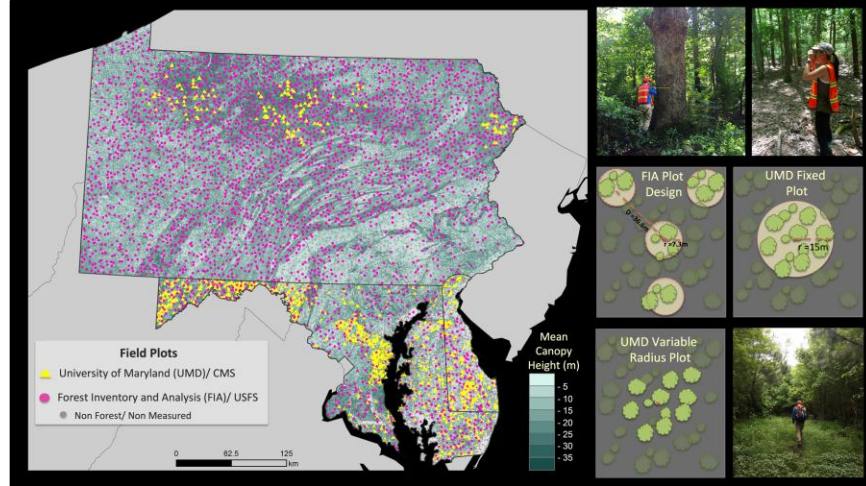 Field Plots
University of Maryland (UMD)/ CMS
Forest Inventory and Analysis (FIA)/ USFS
Non Forest/ Non Measured
0 62.5 125
km
Mean
Canopy
Height (m)
- 5
- 10
- 15
- 20
- 25
- 30
- 35
FIA Plot
Design
D =36.6m
r =7.3m
UMD Fixed
Plot
r =15m
UMD Variable
Radius Plot